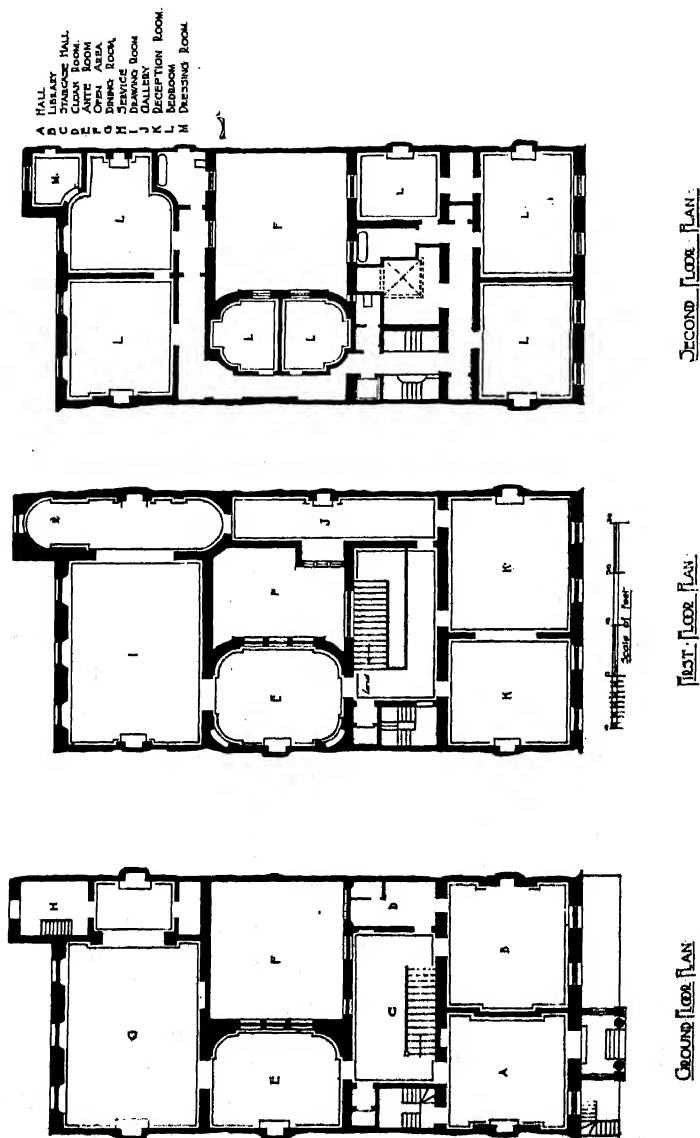 A HALL
B LIBRARY
C STAIRCASE HALL.
D CLOAK ROOM.
E ANTE ROOM
F OPEN AREA
G DINING ROOM.
H SERVICE
I DRAWING ROOM
J GALLERY
K RECEPTION ROOM.
L BEDROOM
M DRESSING ROOM.
M.
L
L
F
L
L
L
L
L
SECOND FLOOR PLAN.
J
I
F
E
K
K
Scale of Feet
FIRST FLOOR PLAN.
H
G
F
E
D
C
B
A
GROUND FLOOR PLAN